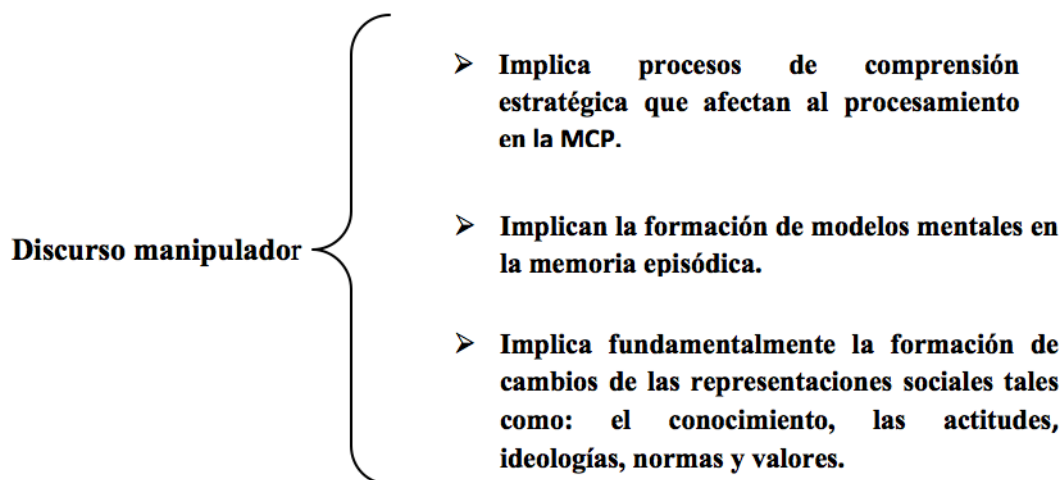 ➢ Implica procesos de comprensión
estratégica que afectan al procesamiento
en la MCP.
Discurso manipulador
➢ Implican la formación de modelos mentales en
la memoria episódica.
➢ Implica fundamentalmente la formación de
cambios de las representaciones sociales tales
como: el conocimiento, las actitudes,
ideologías, normas y valores.